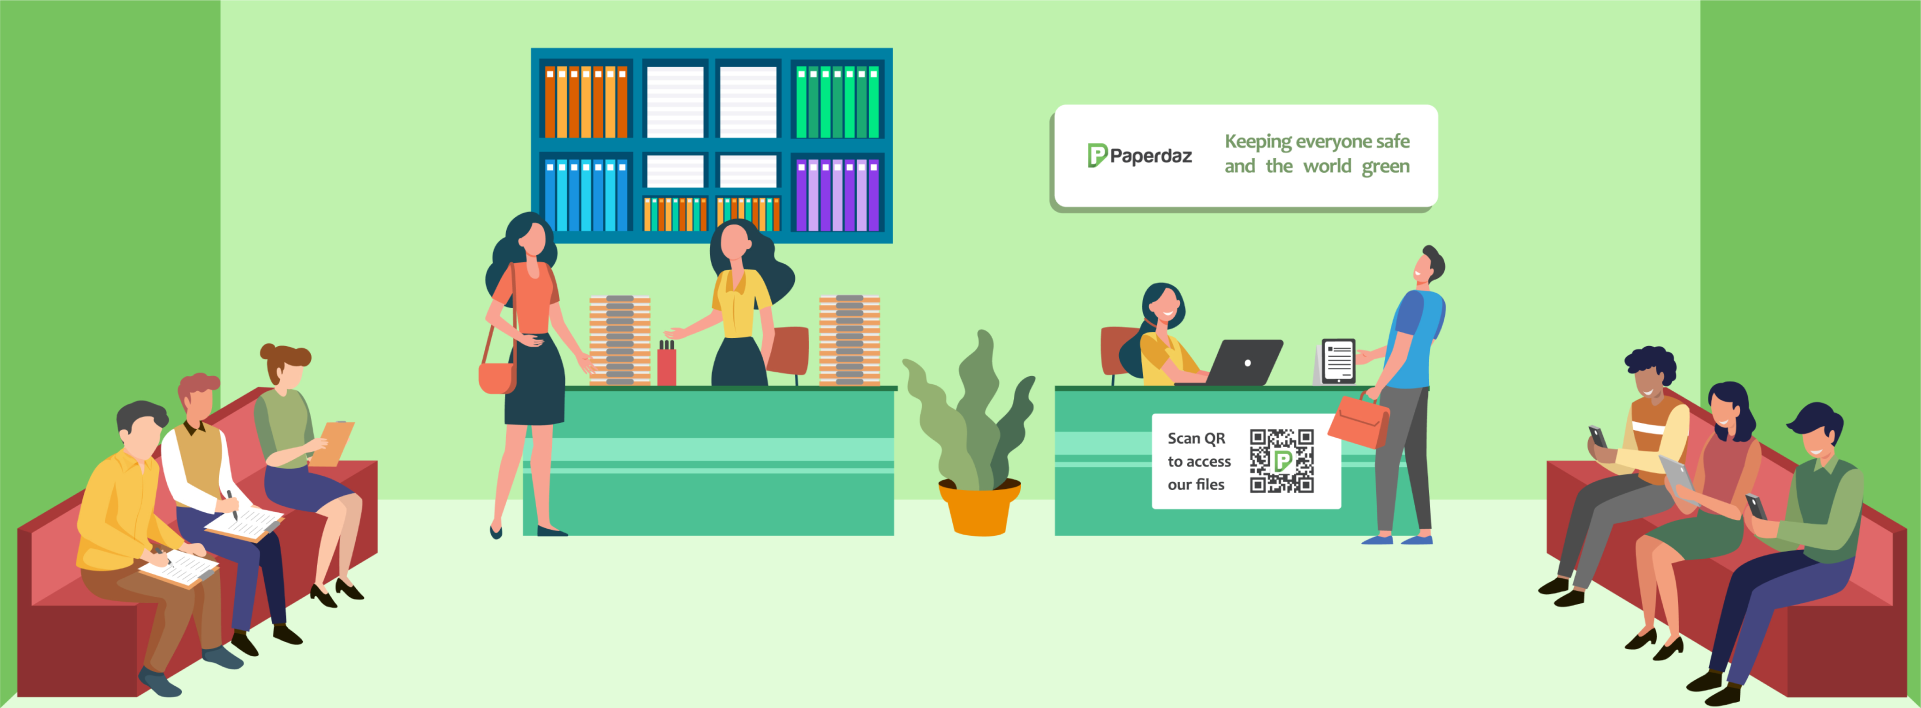 Paperdaz
Keeping everyone safe
and the world green
Scan QR
to access
our files